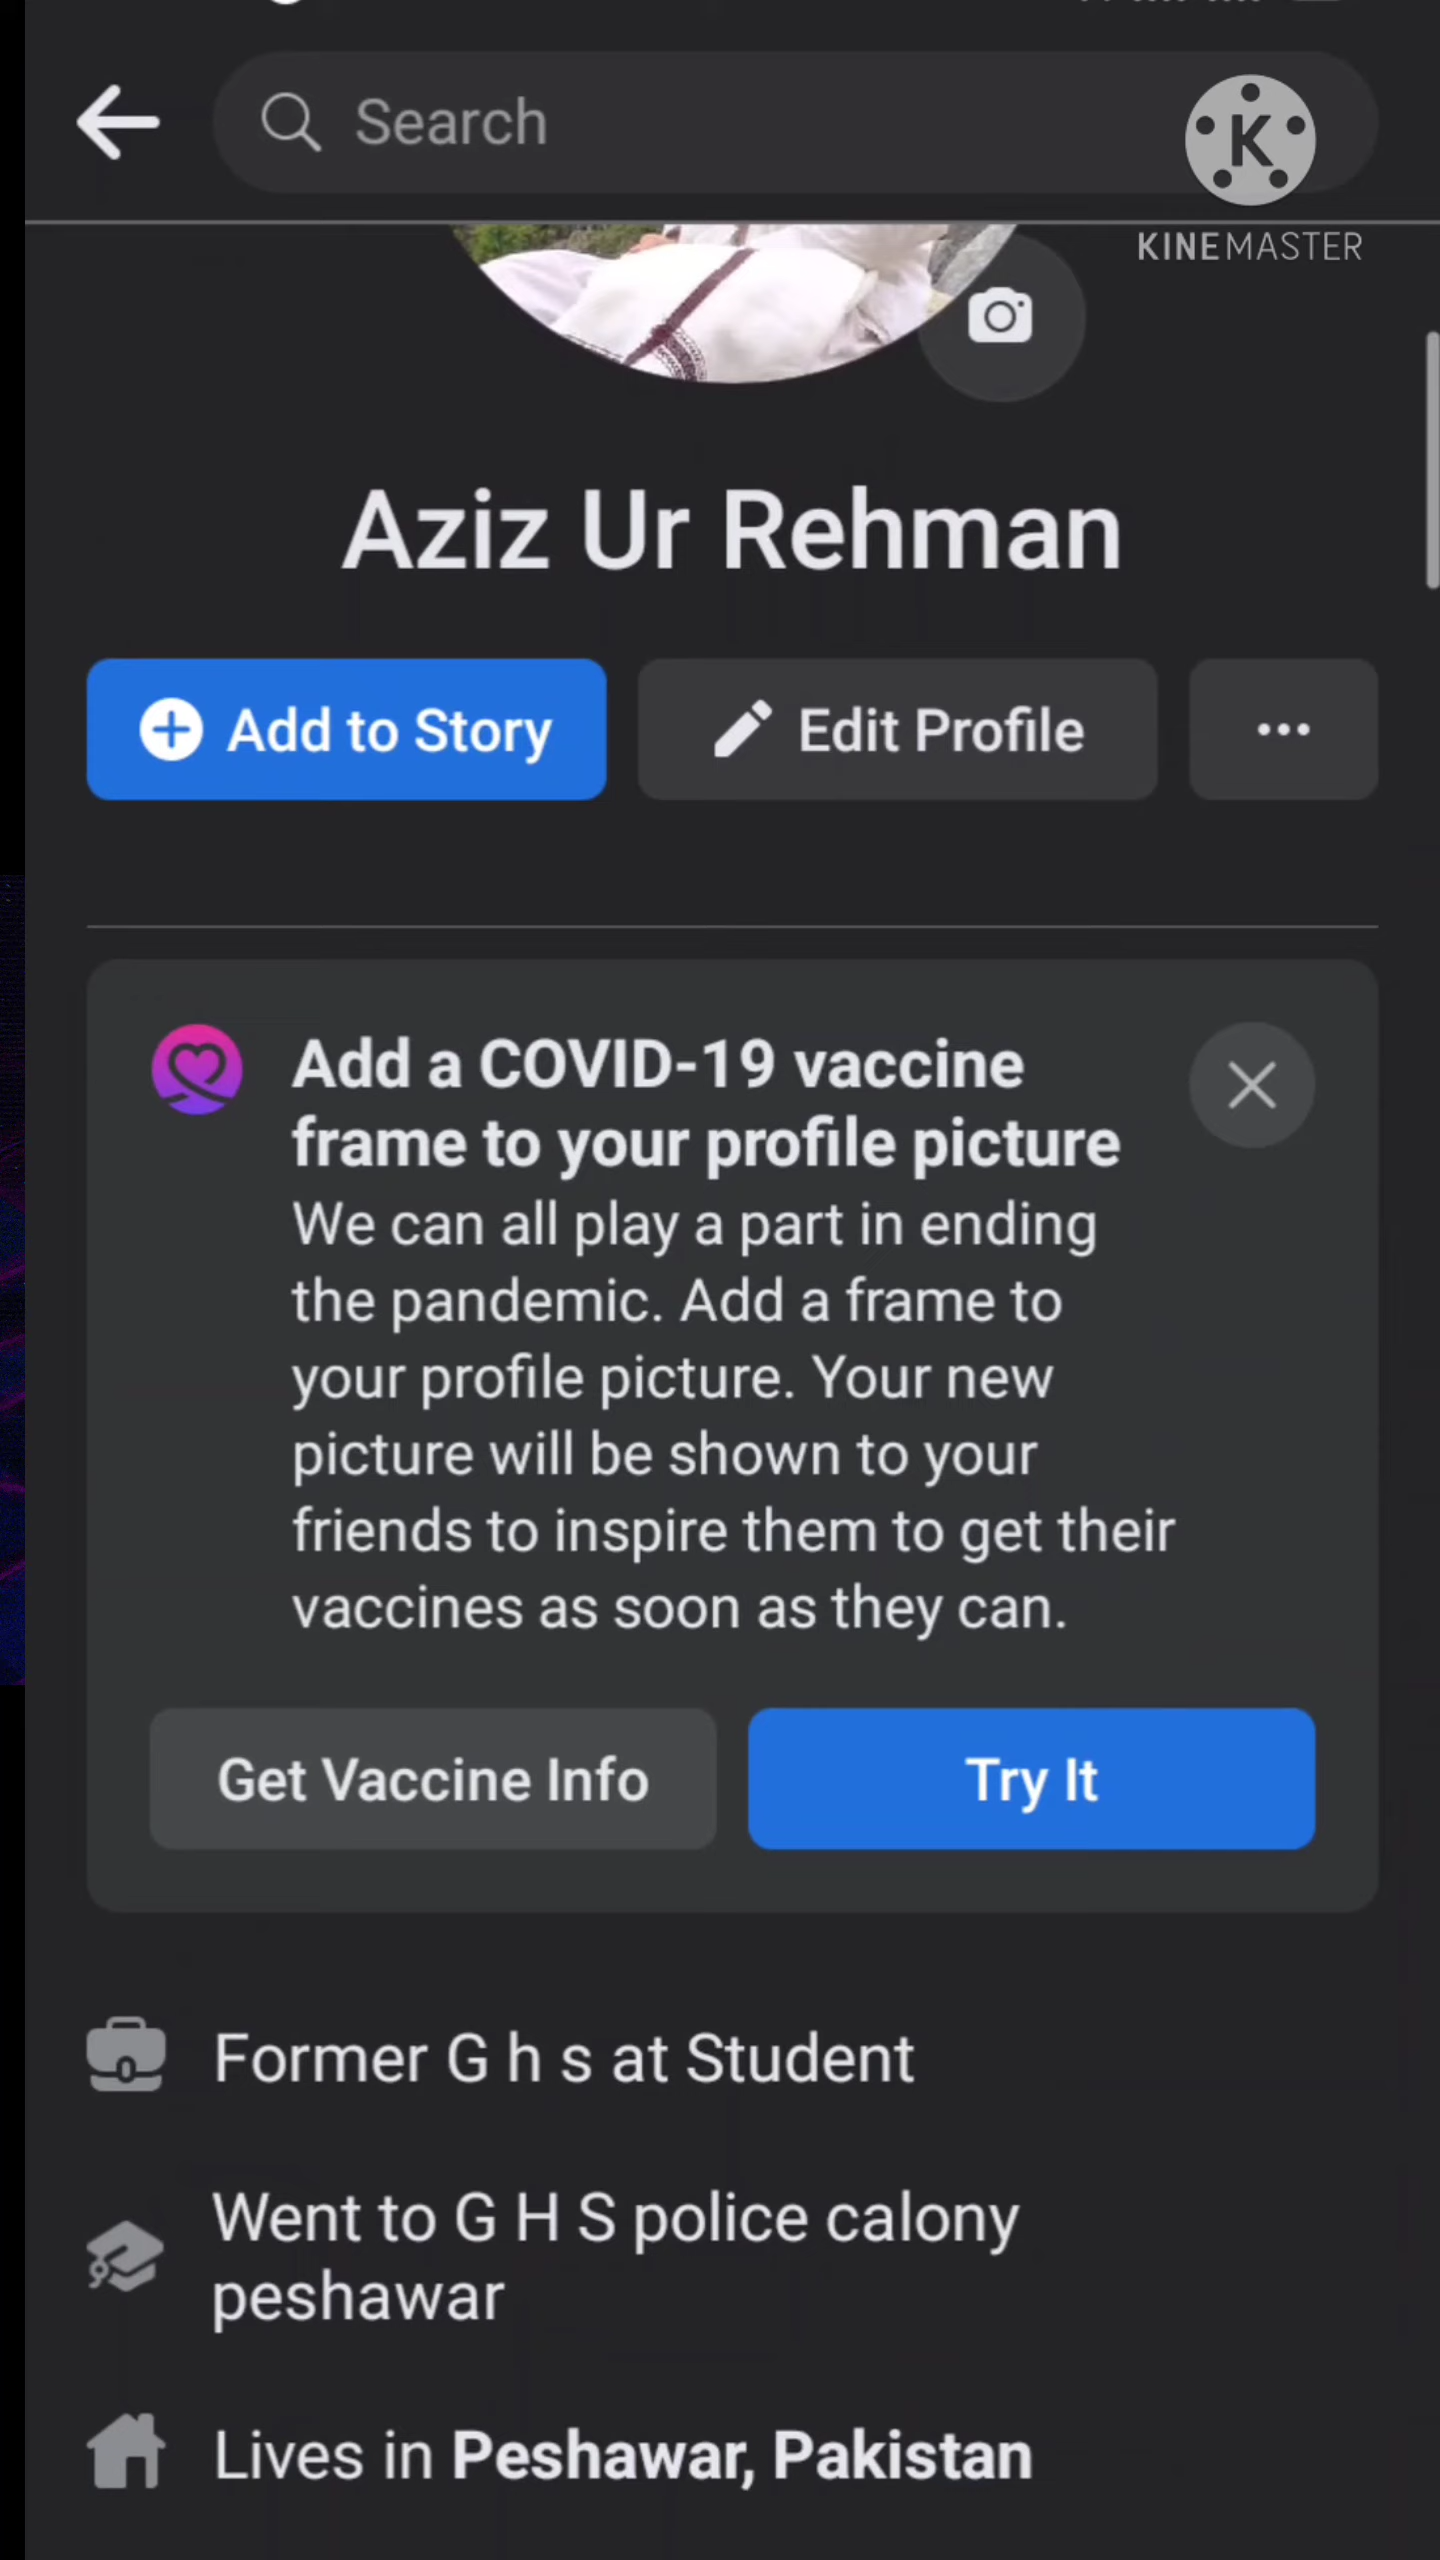 Search
K
KINEMASTER
Aziz Ur Rehman
Add to Story
Edit Profile
Add a COVID-19 vaccine
frame to your profile picture
We can all play a part in ending
the pandemic. Add a frame to
your profile picture. Your new
picture will be shown to your
friends to inspire them to get their
vaccines as soon as they can.
Get Vaccine Info
Try It
Former G h s at Student
Went to G H S police calony
peshawar
Lives in Peshawar, Pakistan